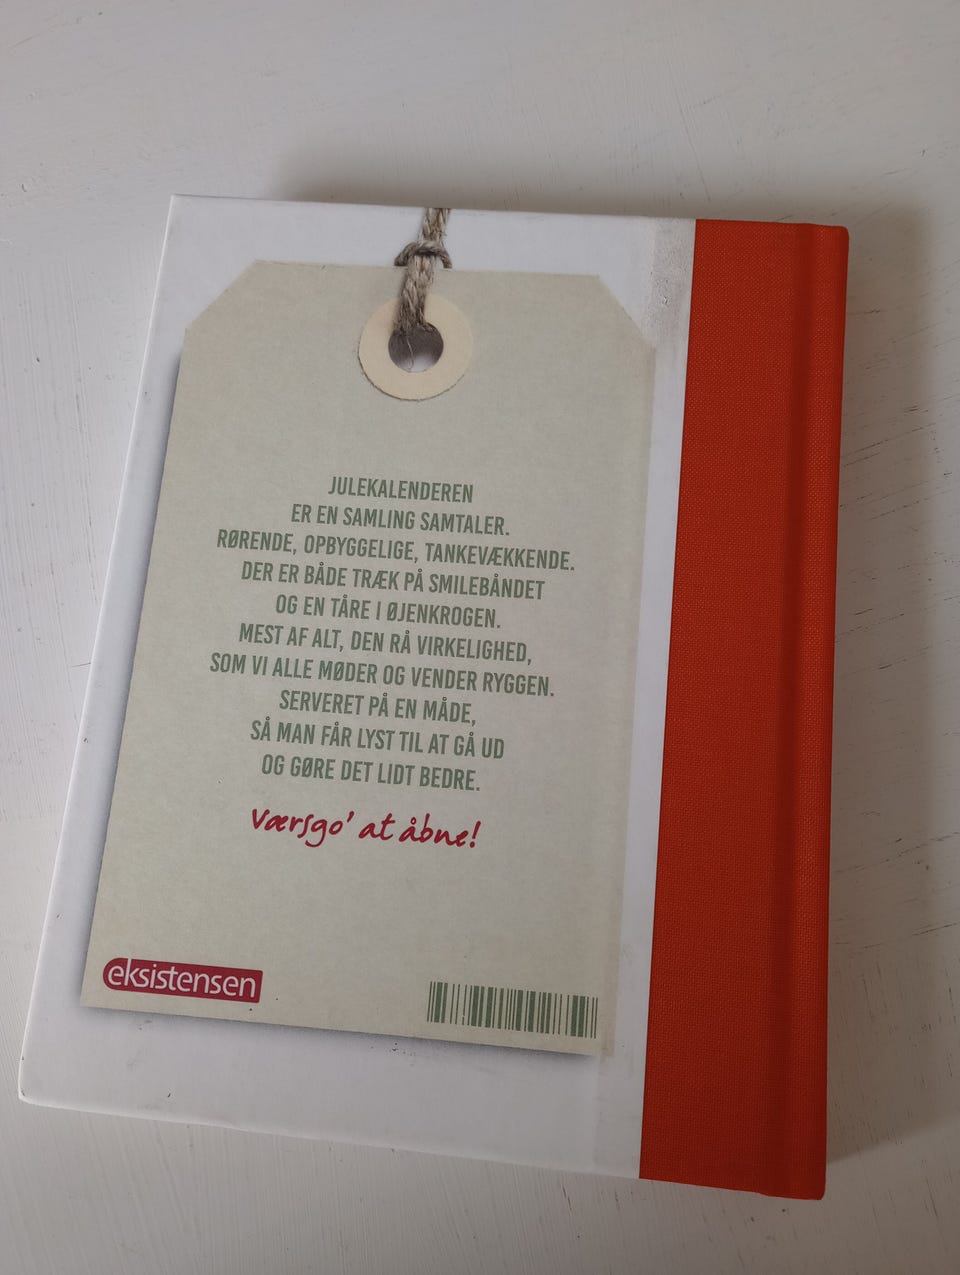 JULEKALENDEREN
ER EN SAMLING SAMTALER.
RØRENDE, OPBYGGELIGE, TANKEVÆKKENDE.
DER ER BÅDE TRÆK PÅ SMILEBÅNDET
OG EN TÅRE I ØJENKROGEN.
MEST AF ALT, DEN RÅ VIRKELIGHED,
SOM VI ALLE MØDER OG VENDER RYGGEN.
SERVERET PÅ EN MÅDE,
SÅ MAN FÅR LYST TIL AT GÅ UD
OG GØRE DET LIDT BEDRE.
Værsgo' at åbne!
eksistensen